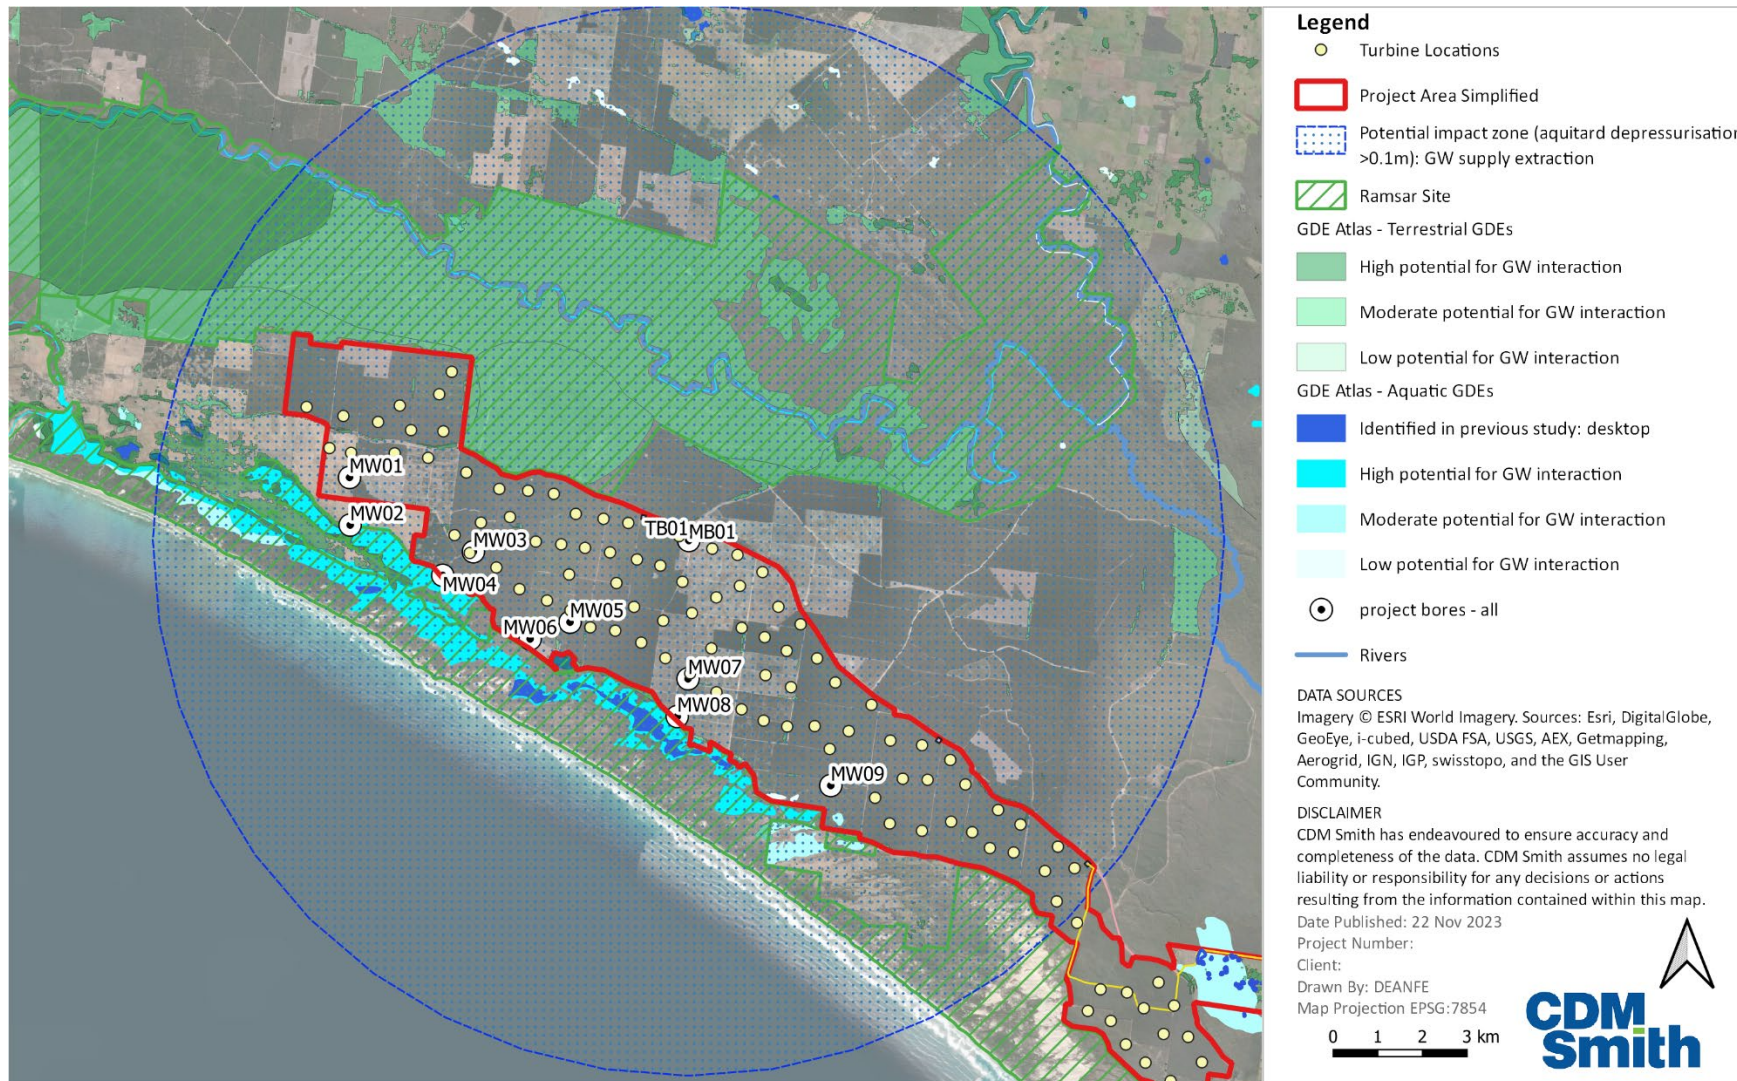 Legend
Turbine Locations
Project Area Simplified
Potential impact zone (aquitard depressurisation
>0.1m): GW supply extraction
Ramsar Site
GDE Atlas - Terrestrial GDEs
High potential for GW interaction
Moderate potential for GW interaction
Low potential for GW interaction
GDE Atlas - Aquatic GDEs
Identified in previous study: desktop
High potential for GW interaction
Moderate potential for GW interaction
Low potential for GW interaction
project bores - all
Rivers
DATA SOURCES
Imagery © ESRI World Imagery. Sources: Esri, DigitalGlobe,
GeoEye, i-cubed, USDA FSA, USGS, AEX, Getmapping,
Aerogrid, IGN, IGP, swisstopo, and the GIS User
Community.
DISCLAIMER
CDM Smith has endeavoured to ensure accuracy and
completeness of the data. CDM Smith assumes no legal
liability or responsibility for any decisions or actions
resulting from the information contained within this map.
Date Published: 22 Nov 2023
Project Number:
Client:
Drawn By: DEANFE
Map Projection EPSG:7854
0 1 2 3 km
CDM
Smith
MW01
MW02
TB01 MB01
MW03
MW04
MW05
MW06
MW07
MW08
MW09